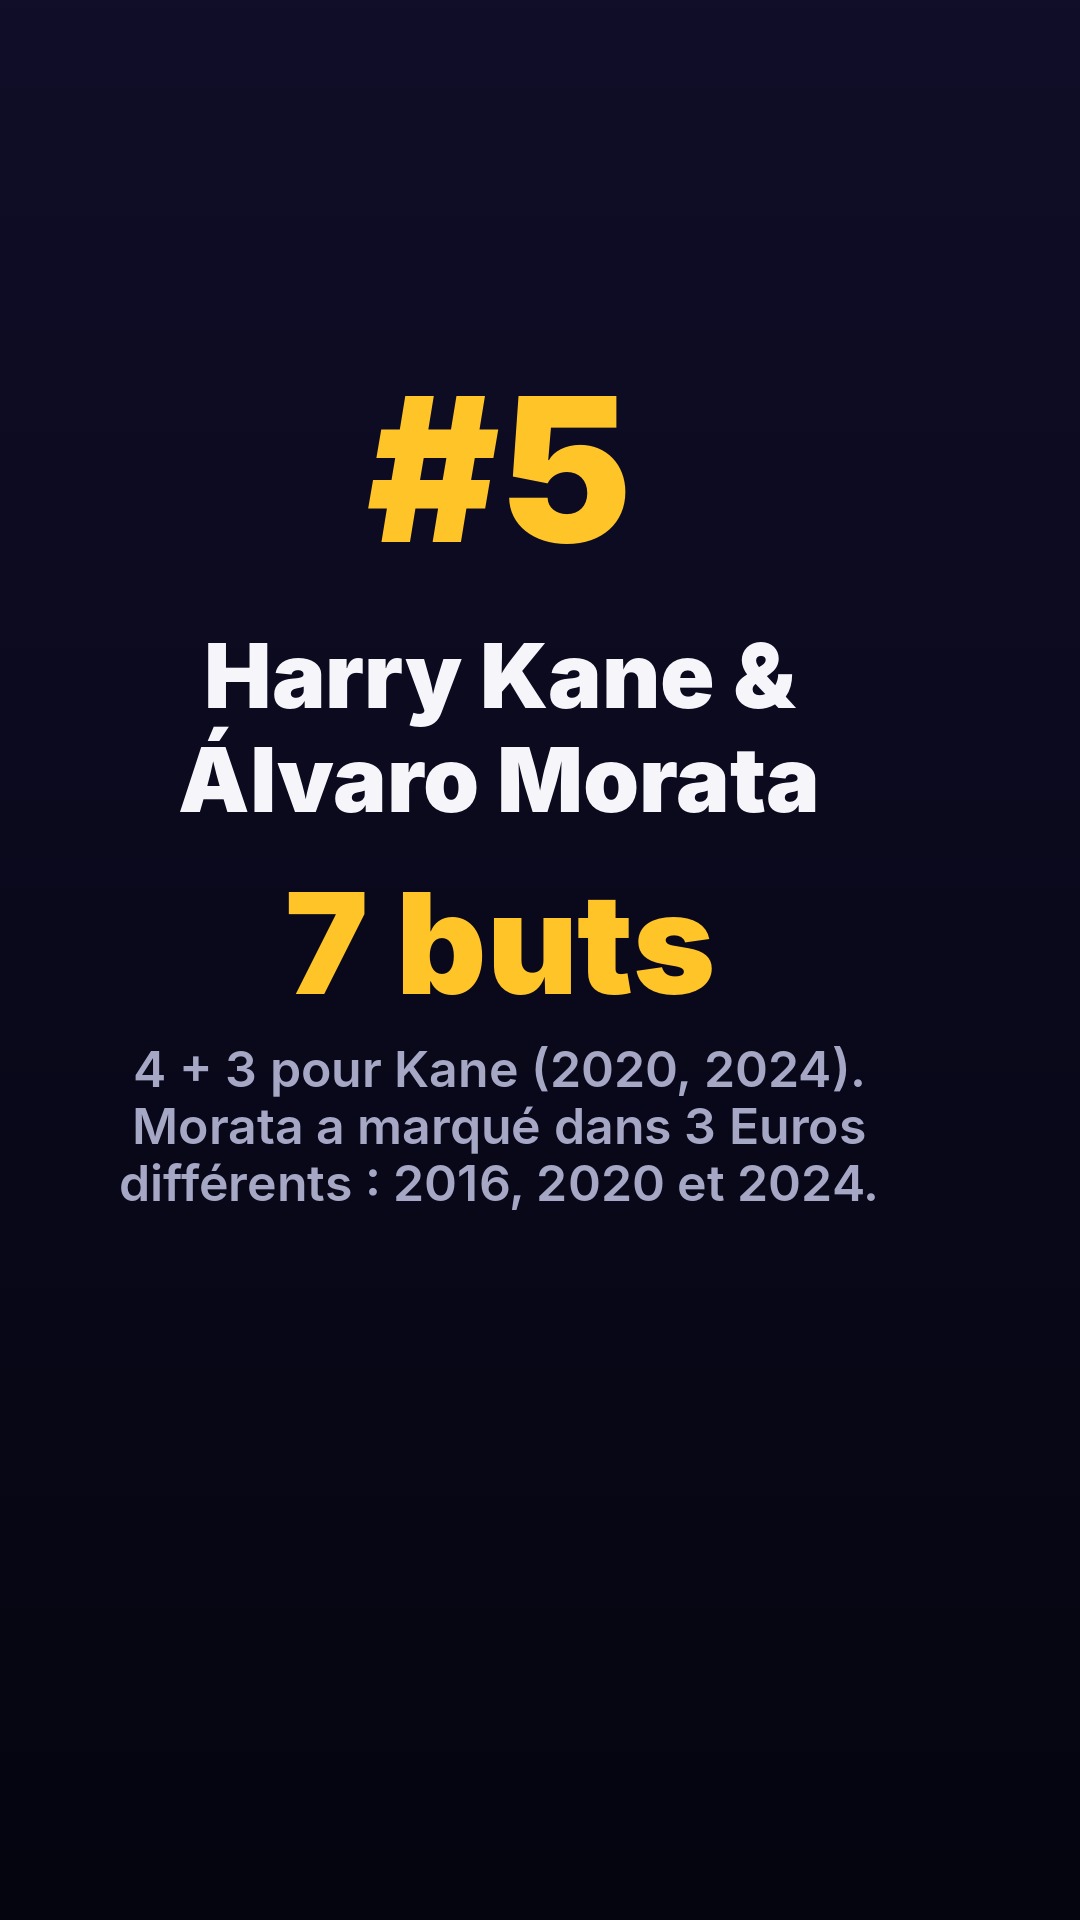 #5
Harry Kane &
Álvaro Morata
7 buts
4 + 3 pour Kane (2020, 2024).
Morata a marqué dans 3 Euros
différents : 2016, 2020 et 2024.